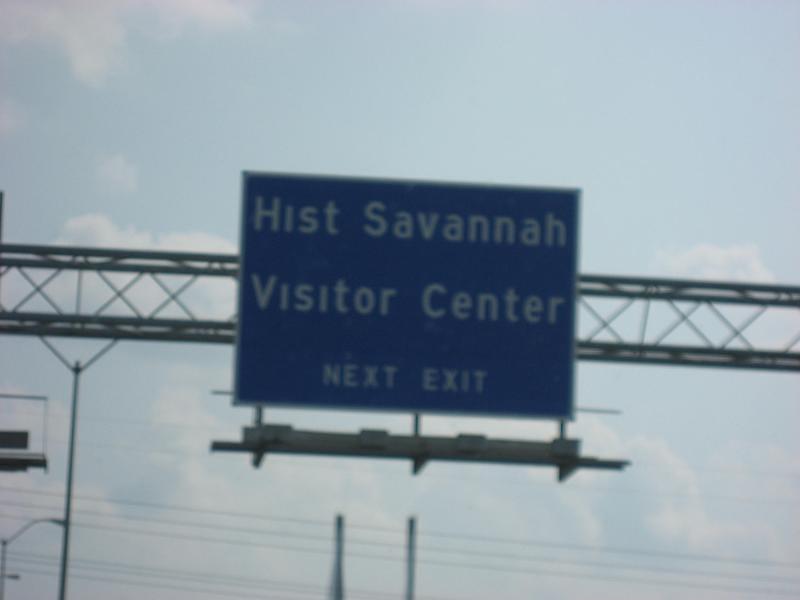 Hist Savannah
Visitor Center
NEXT EXIT